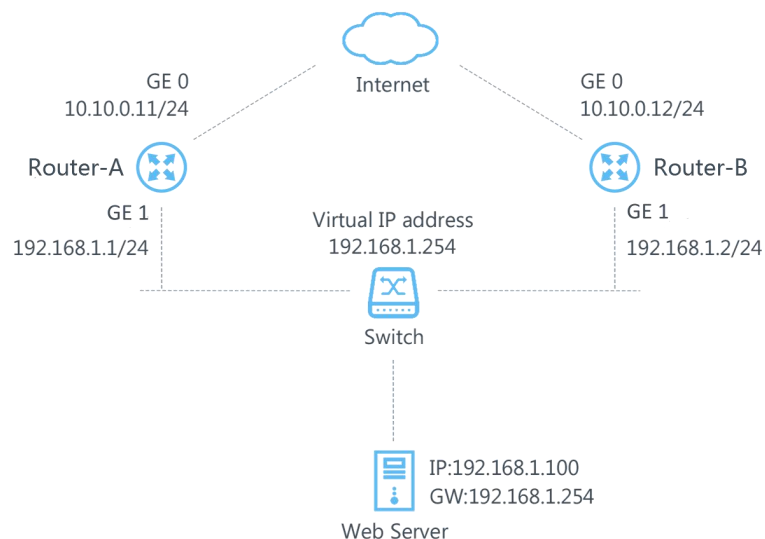 Internet
GE 0
10.10.0.11/24
GE 0
10.10.0.12/24
Router-A
Router-B
GE 1
192.168.1.1/24
Virtual IP address
192.168.1.254
GE 1
192.168.1.2/24
Switch
IP:192.168.1.100
GW:192.168.1.254
Web Server